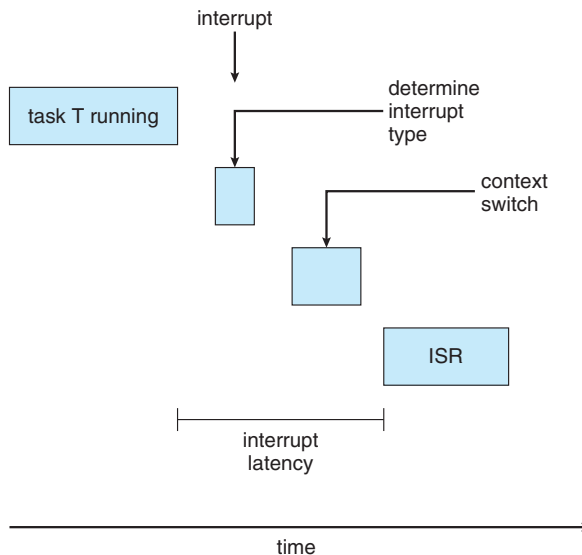 interrupt
task T running
determine
interrupt
type
context
switch
ISR
interrupt
latency
time